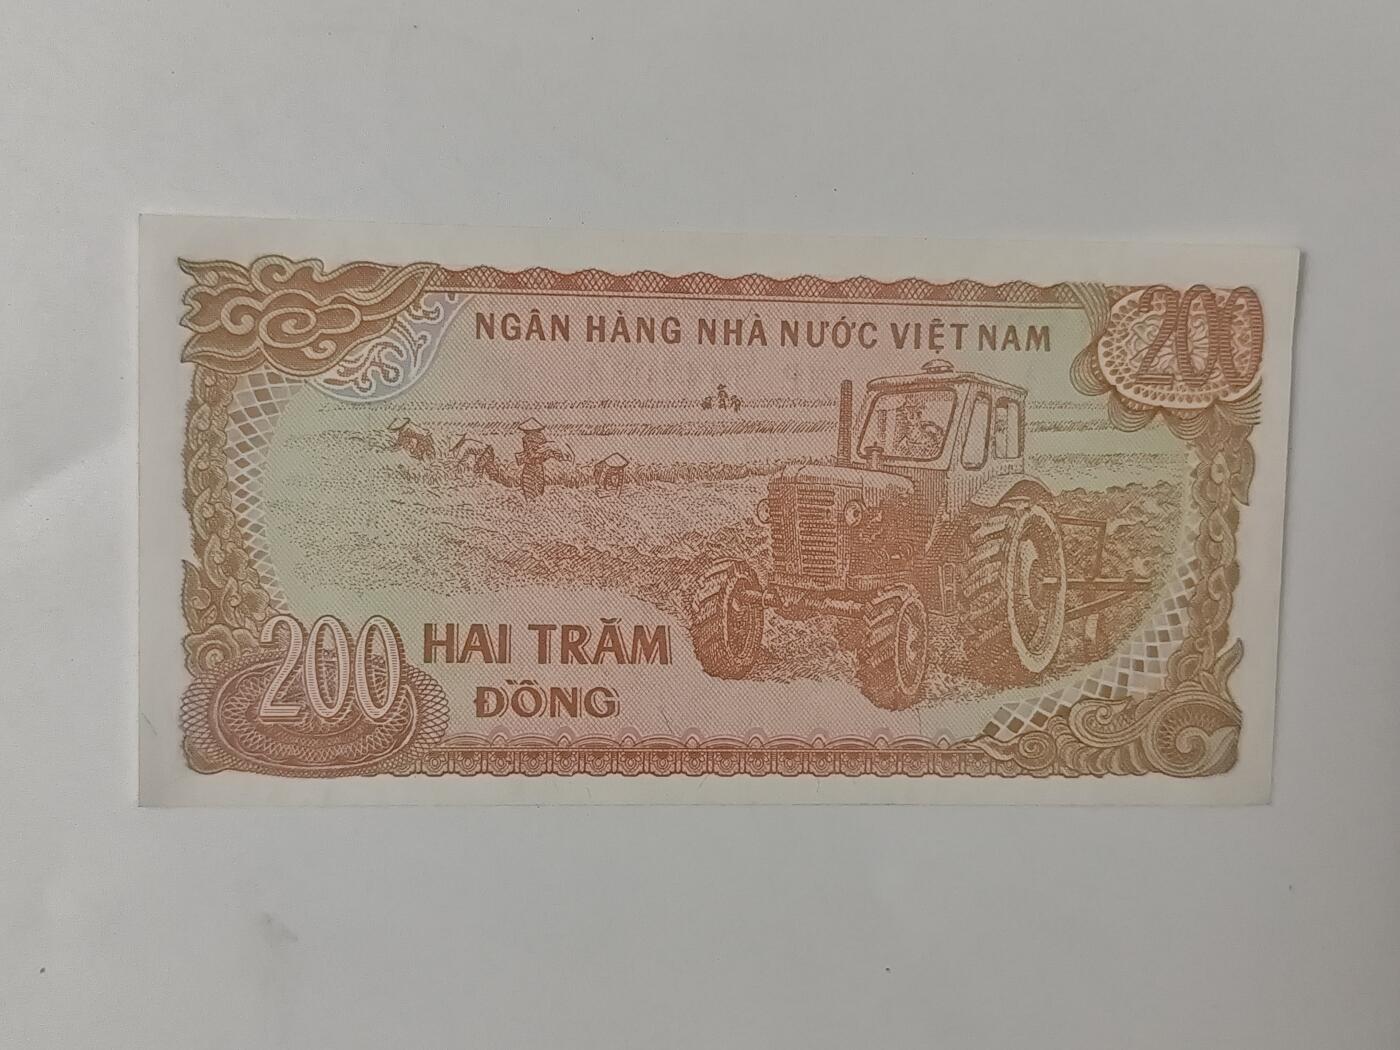 NGÂN HÀNG NHÀ NƯỚC VIỆT NAM
200
200
HAI TRĂM
ĐỒNG